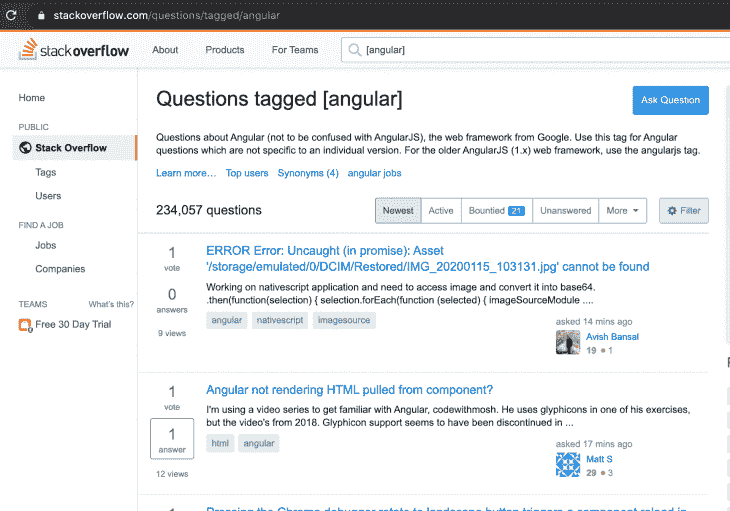 stackoverflow.com/questions/tagged/angular
stackoverflow
About
Products
For Teams
[angular]
Home
PUBLIC
Stack Overflow
Tags
Users
FIND A JOB
Jobs
Companies
TEAMS
What's this?
Free 30 Day Trial
Questions tagged [angular]
Ask Question
Questions about Angular (not to be confused with AngularJS), the web framework from Google. Use this tag for Angular
questions which are not specific to an individual version. For the older AngularJS (1.x) web framework, use the angularjs tag.
Learn more… Top users Synonyms (4) angular jobs
234,057 questions
Newest Active Bountied 21 Unanswered More Filter
1
vote
0
answers
9 views
ERROR Error: Uncaught (in promise): Asset
'/storage/emulated/0/DCIM/Restored/IMG_20200115_103131.jpg' cannot be found
Working on nativescript application and need to access image and convert it into base64.
.then(function(selection) { selection.forEach(function (selected) { imageSourceModule ....
angular nativescript imagesource
asked 14 mins ago
Avish Bansal
19 1
1
vote
1
answer
12 views
Angular not rendering HTML pulled from component?
I'm using a video series to get familiar with Angular, codewithmosh. He uses glyphicons in one of his exercises,
but the video's from 2018. Glyphicon support seems to have been discontinued in ...
html angular
asked 17 mins ago
Matt S
29 3